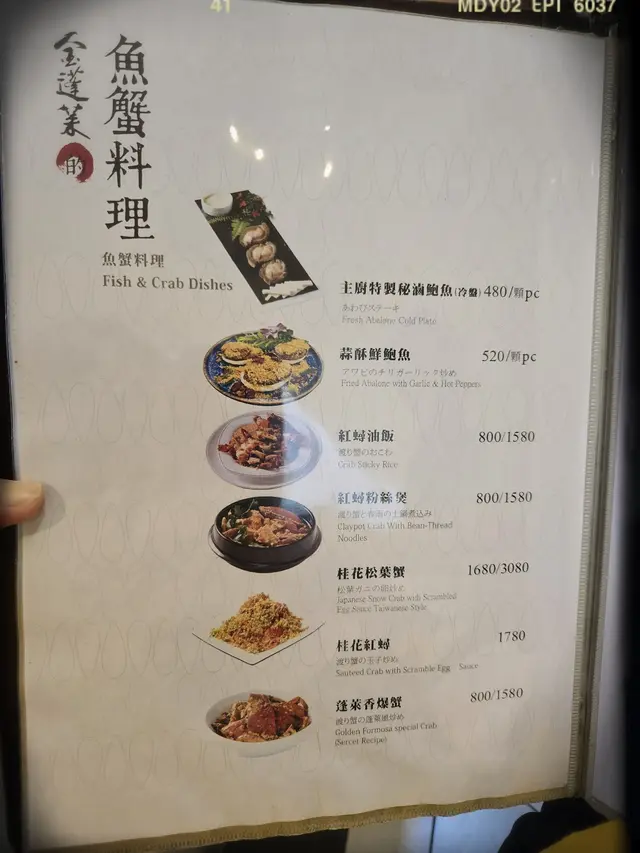 41
MDY02 EPT 6037
金蓬萊
的
魚蟹料理
魚蟹料理
Fish & Crab Dishes
主廚特製秘滷鮑魚(冷盤) 480/顆pc
あわびステーキ
Fresh Abalone Cold Plate
蒜酥鮮鮑魚 520/顆pc
アワビのチリガーリック炒め
Fried Abalone with Garlic & Hot Peppers
紅蟳油飯 800/1580
渡り蟹のおこわ
Crab Sticky Rice
紅蟳粉絲煲 800/1580
渡り蟹と春雨の土鍋煮込み
Claypot Crab With Bean-Thread
Noodles
桂花松葉蟹 1680/3080
松葉ガニの
Japanese Snow Crab with Scrambled
Egg Sauce Taiwanese Style
桂花紅蟳 1780
渡り蟹の玉子炒め
Sauteed Crab with Scramble Egg Sauce
蓬萊香爆蟹 800/1580
渡り蟹の蓬萊風炒め
Golden Formosa special Crab
(Sercet Recipe)